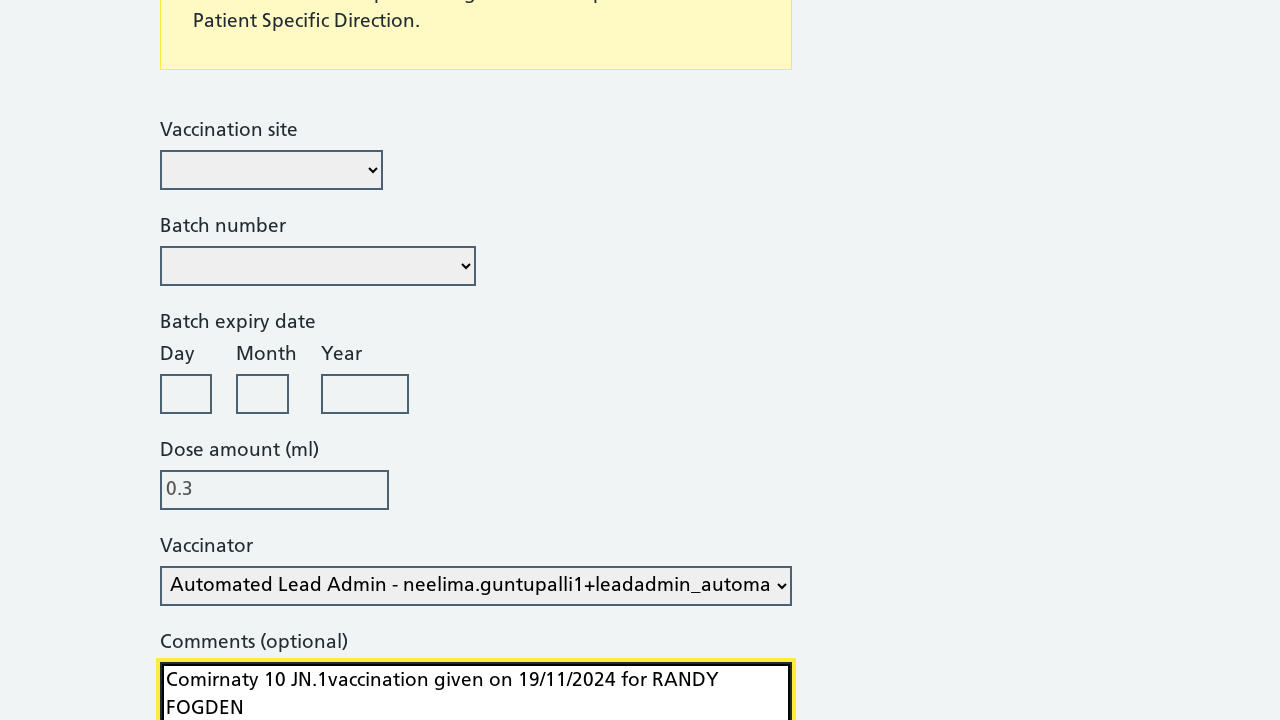 Patient Specific Direction.
Vaccination site
Batch number
Batch expiry date
Day Month Year
Dose amount (ml)
0.3
Vaccinator
Automated Lead Admin - neelima.guntupalli1+leadadmin_automa
Comments (optional)
Comirnaty 10 JN.1vaccination given on 19/11/2024 for RANDY
FOGDEN